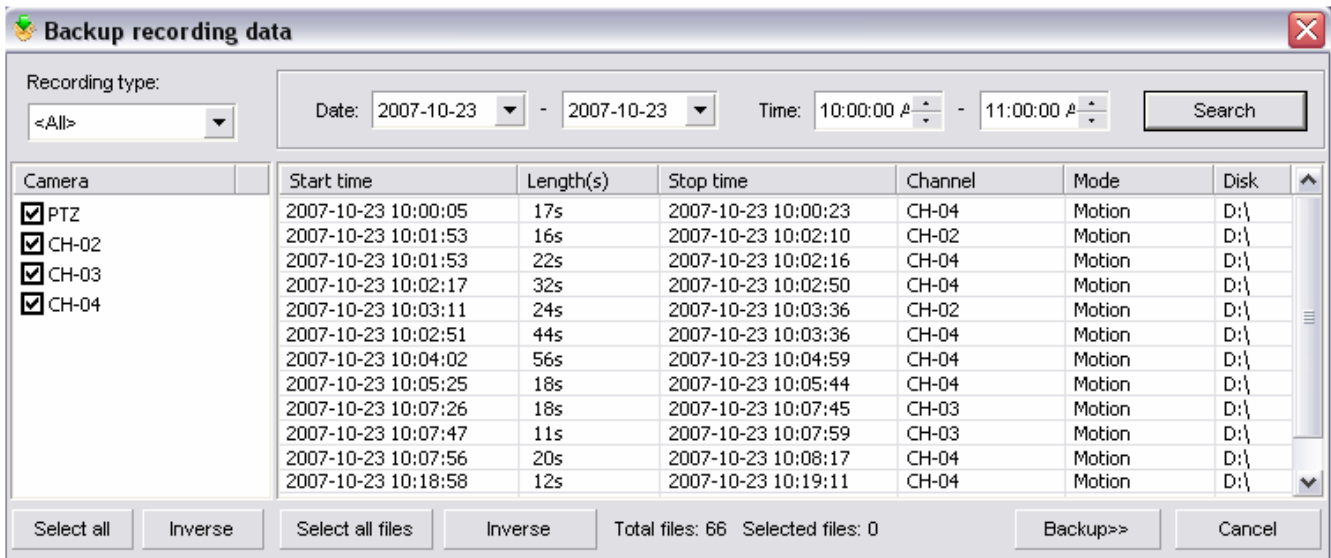 Backup recording data
Recording type:
<All>
Date: 2007-10-23 - 2007-10-23 Time: 10:00:00 A - 11:00:00 A Search
Camera
PTZ
CH-02
CH-03
CH-04
Start time Length(s) Stop time Channel Mode Disk
2007-10-23 10:00:05 17s 2007-10-23 10:00:23 CH-04 Motion D:\
2007-10-23 10:01:53 16s 2007-10-23 10:02:10 CH-02 Motion D:\
2007-10-23 10:01:53 22s 2007-10-23 10:02:16 CH-04 Motion D:\
2007-10-23 10:02:17 32s 2007-10-23 10:02:50 CH-04 Motion D:\
2007-10-23 10:03:11 24s 2007-10-23 10:03:36 CH-02 Motion D:\
2007-10-23 10:02:51 44s 2007-10-23 10:03:36 CH-04 Motion D:\
2007-10-23 10:04:02 56s 2007-10-23 10:04:59 CH-04 Motion D:\
2007-10-23 10:05:25 18s 2007-10-23 10:05:44 CH-04 Motion D:\
2007-10-23 10:07:26 18s 2007-10-23 10:07:45 CH-03 Motion D:\
2007-10-23 10:07:47 11s 2007-10-23 10:07:59 CH-03 Motion D:\
2007-10-23 10:07:56 20s 2007-10-23 10:08:17 CH-04 Motion D:\
2007-10-23 10:18:58 12s 2007-10-23 10:19:11 CH-04 Motion D:\
Select all Inverse Select all files Inverse Total files: 66 Selected files: 0 Backup>> Cancel